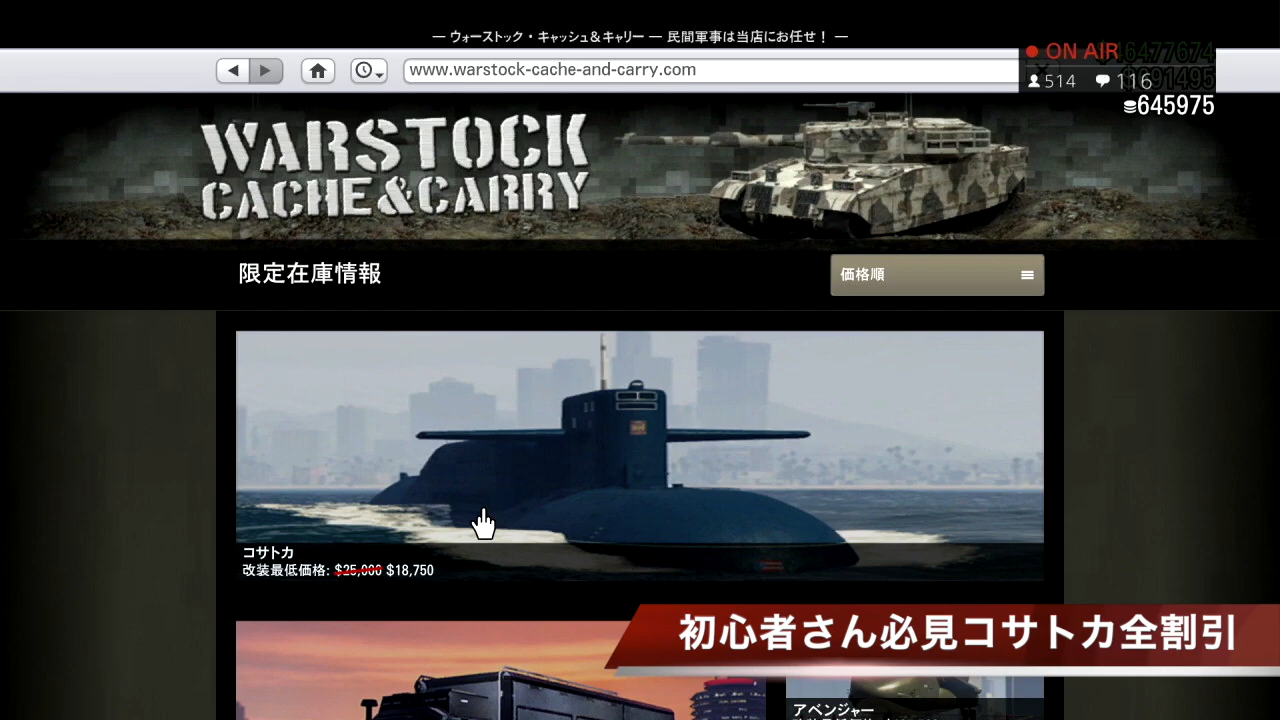 ― ウォーストック・キャッシュ＆キャリー ― 民間軍事は当店にお任せ！ ―
www.warstock-cache-and-carry.com
ON AIR
514 116
645975
WARSTOCK
CACHE&CARRY
限定在庫情報
価格順
コサトカ
改装最低価格: $25,000 $18,750
初心者さん必見コサトカ全割引
アベンジャー